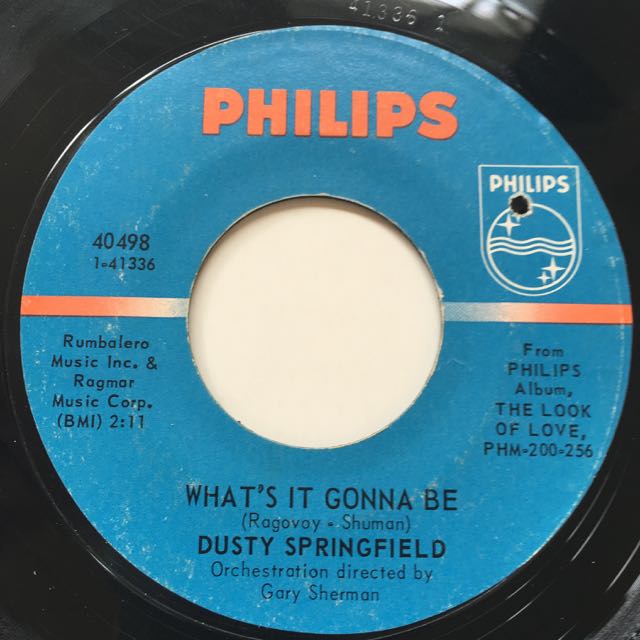 41336 1
PHILIPS
PHILIPS
40498
1-41336
Rumbalero
Music Inc. &
Ragmar
Music Corp.
(BMI) 2:11
From
PHILIPS
Album,
THE LOOK
OF LOVE,
PHM-200-256
WHAT'S IT GONNA BE
(Ragovoy - Shuman)
DUSTY SPRINGFIELD
Orchestration directed by
Gary Sherman